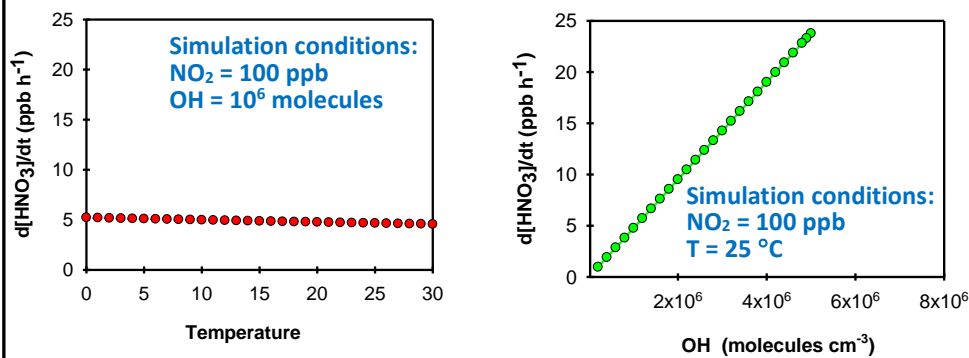 25
20
15
10
5
0
d[HNO₃]/dt (ppb h⁻¹)
Simulation conditions:
NO₂ = 100 ppb
OH = 10⁶ molecules
0 5 10 15 20 25 30
Temperature
25
20
15
10
5
0
d[HNO₃]/dt (ppb h⁻¹)
Simulation conditions:
NO₂ = 100 ppb
T = 25 °C
2x10⁶ 4x10⁶ 6x10⁶ 8x10⁶
OH (molecules cm⁻³)